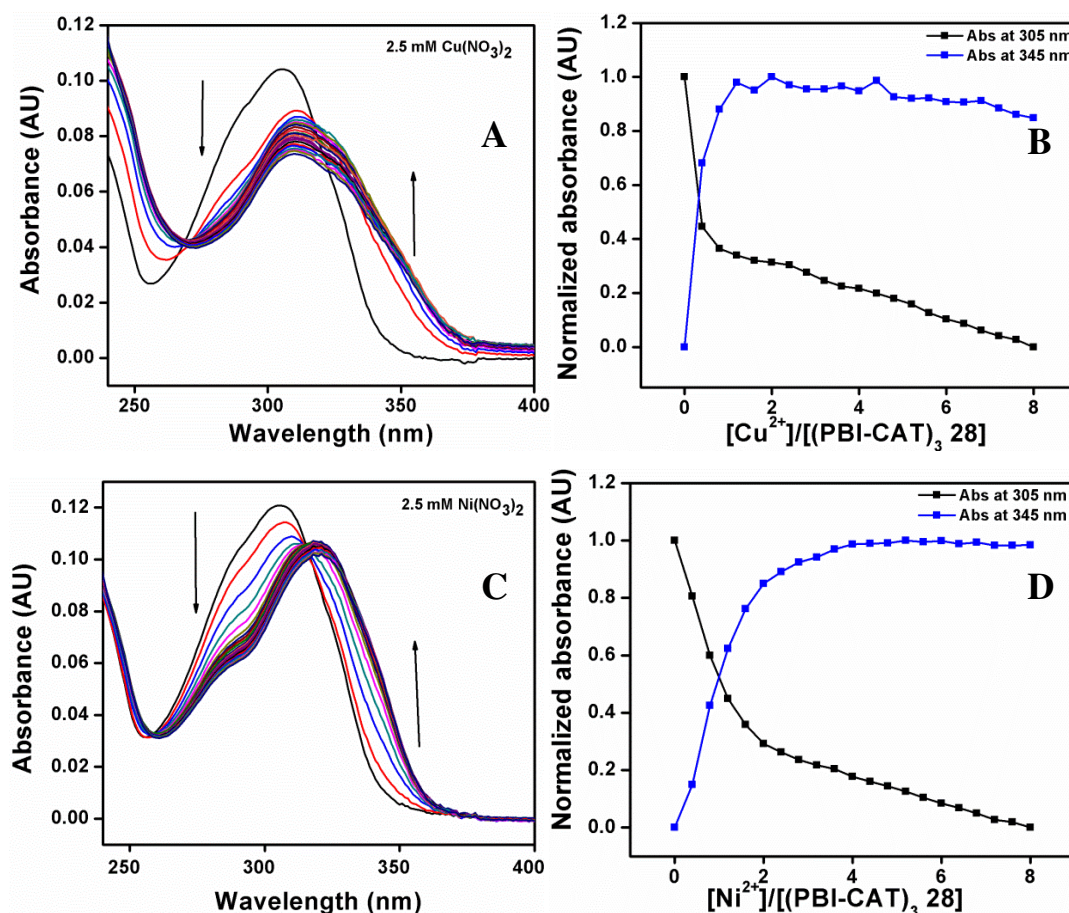 0.12
0.10
0.08
0.06
0.04
0.02
0.00
Absorbance (AU)
2.5 mM Cu(NO₃)₂
A
250
300
350
400
Wavelength (nm)
1.2
1.0
0.8
0.6
0.4
0.2
0.0
Normalized absorbance (AU)
Abs at 305 nm
Abs at 345 nm
B
0
2
4
6
8
[Cu²⁺]/[(PBI-CAT)₃ 28]
0.12
0.10
0.08
0.06
0.04
0.02
0.00
Absorbance (AU)
2.5 mM Ni(NO₃)₂
C
250
300
350
400
Wavelength (nm)
1.2
1.0
0.8
0.6
0.4
0.2
0.0
Normalized absorbance (AU)
Abs at 305 nm
Abs at 345 nm
D
0
2
4
6
8
[Ni²⁺]/[(PBI-CAT)₃ 28]